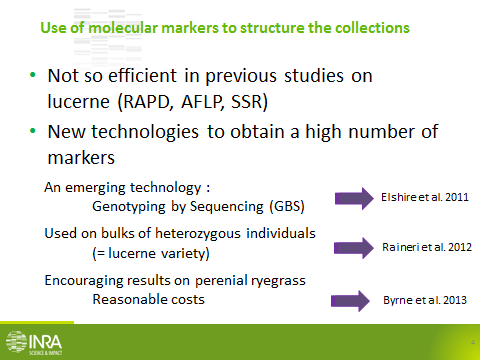 Use of molecular markers to structure the collections
• Not so efficient in previous studies on
lucerne (RAPD, AFLP, SSR)
• New technologies to obtain a high number of
markers
An emerging technology :
Genotyping by Sequencing (GBS)
Elshire et al. 2011
Used on bulks of heterozygous individuals
(= lucerne variety)
Raineri et al. 2012
Encouraging results on perenial ryegrass
Reasonable costs
Byrne et al. 2013
INRA
SCIENCE & IMPACT
4